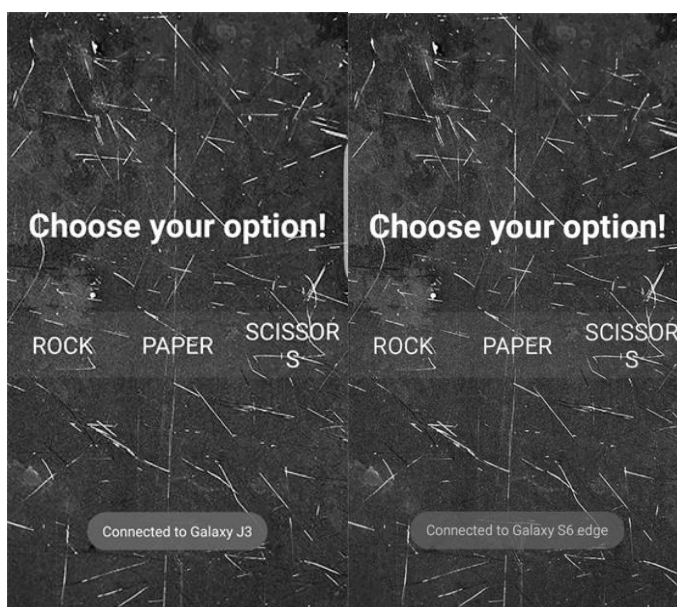 Choose your option!
ROCK PAPER SCISSOR
S
Connected to Galaxy J3
Choose your option!
ROCK PAPER SCISSOR
S
Connected to Galaxy S6 edge